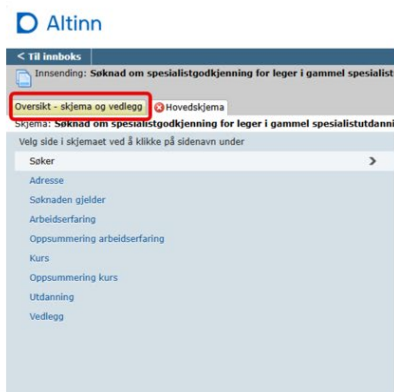 Altinn
< Til innboks
Innsending: Søknad om spesialistgodkjenning for leger i gammel spesialist
Oversikt - skjema og vedlegg Hovedskjema
Skjema: Søknad om spesialistgodkjenning for leger i gammel spesialistutdanni
Velg side i skjemaet ved å klikke på sidenavn under
Søker
Adresse
Søknaden gjelder
Arbeidserfaring
Oppsummering arbeidserfaring
Kurs
Oppsummering kurs
Utdanning
Vedlegg